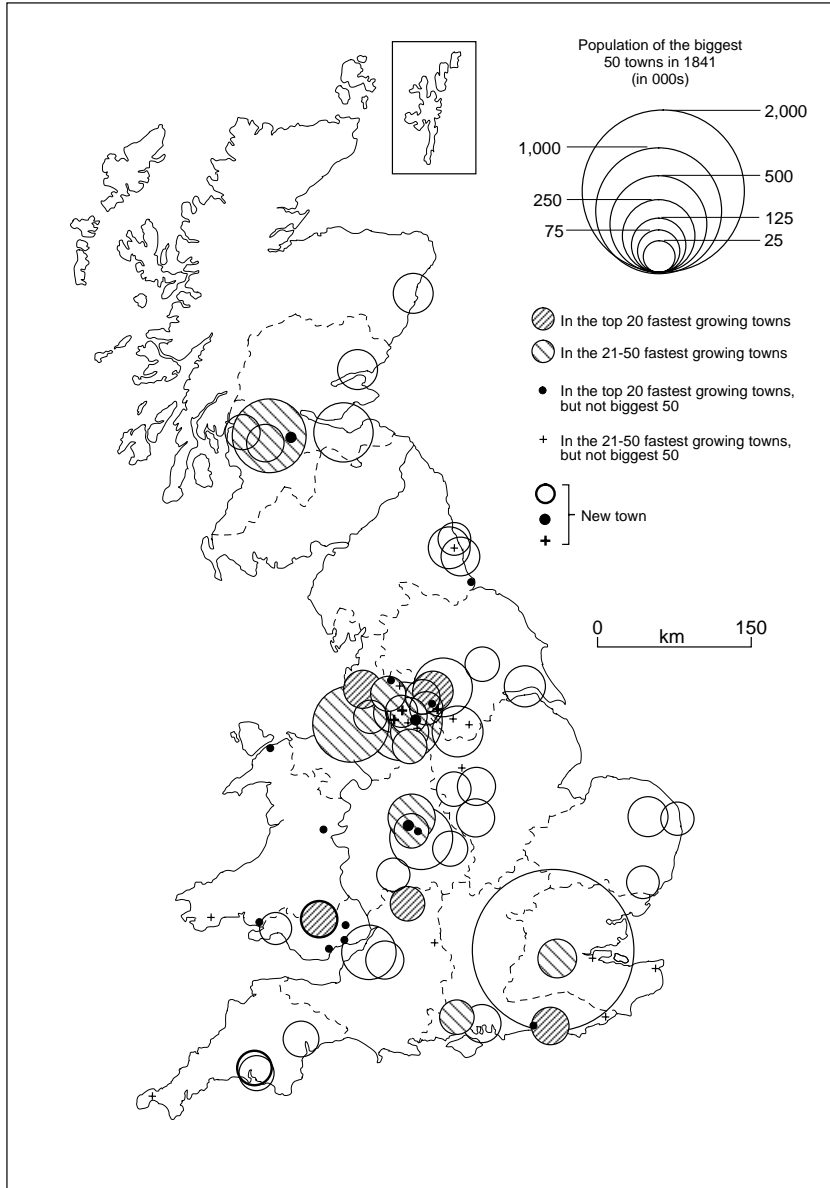 Population of the biggest
50 towns in 1841
(in 000s)
2,000
1,000
500
250
125
75
25
In the top 20 fastest growing towns
In the 21-50 fastest growing towns
In the top 20 fastest growing towns,
but not biggest 50
In the 21-50 fastest growing towns,
but not biggest 50
New town
0
150
km